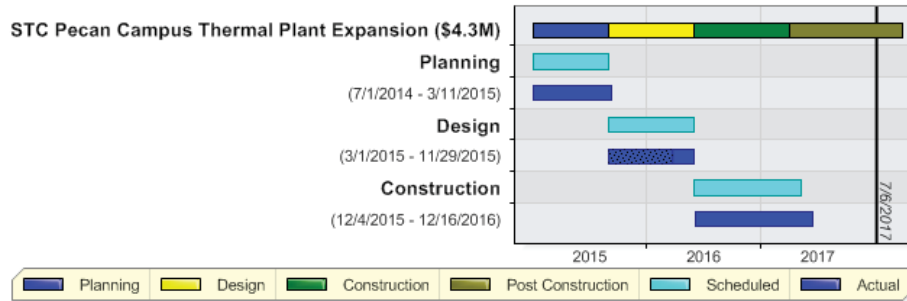 STC Pecan Campus Thermal Plant Expansion ($4.3M)
Planning
(7/1/2014 - 3/11/2015)
Design
(3/1/2015 - 11/29/2015)
Construction
(12/4/2015 - 12/16/2016)
7/6/2017
2015 2016 2017
Planning Design Construction Post Construction Scheduled Actual